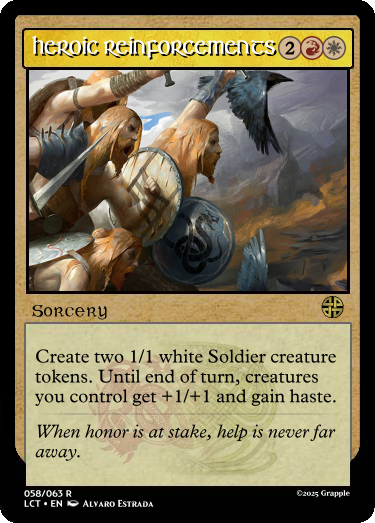 Heroic Reinforcements 2
Sorcery
Create two 1/1 white Soldier creature
tokens. Until end of turn, creatures
you control get +1/+1 and gain haste.
When honor is at stake, help is never far
away.
058/063 R
LCT • EN Alvaro Estrada
©2025 Grapple